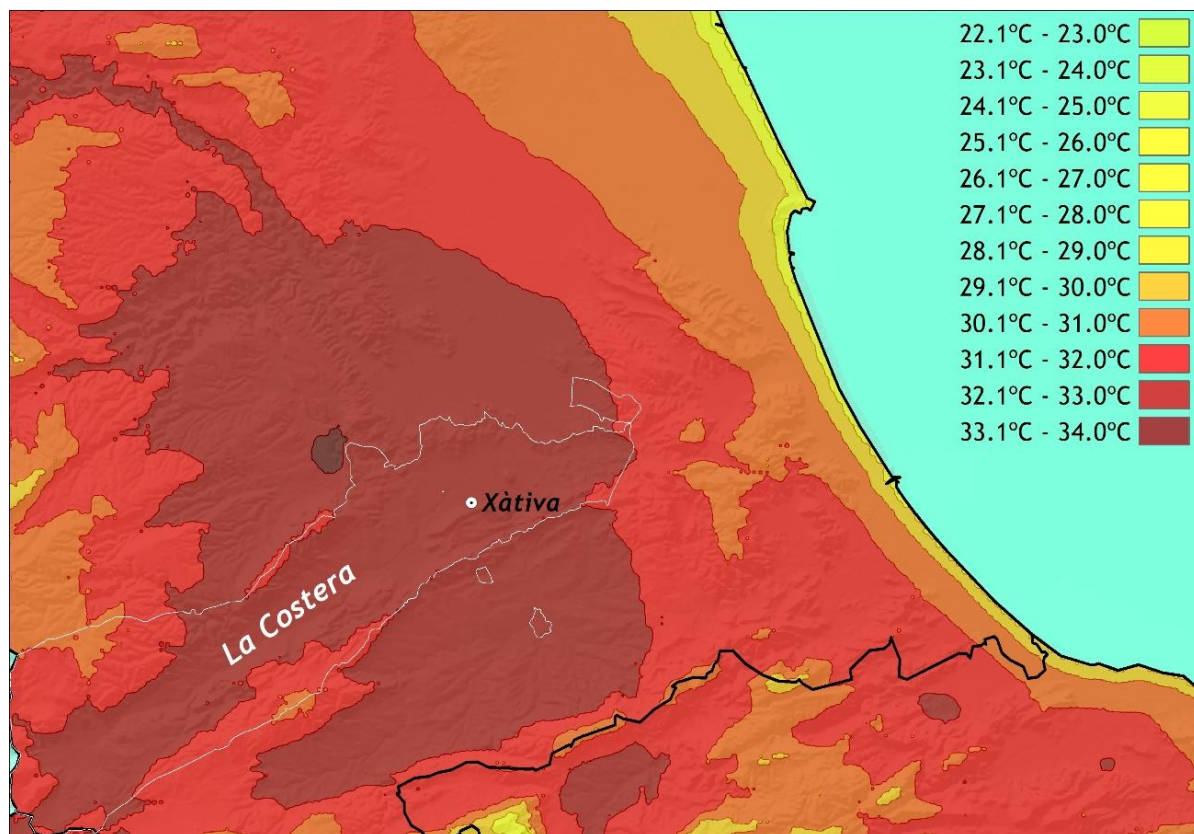 22.1ºC - 23.0ºC
23.1ºC - 24.0ºC
24.1ºC - 25.0ºC
25.1ºC - 26.0ºC
26.1ºC - 27.0ºC
27.1ºC - 28.0ºC
28.1ºC - 29.0ºC
29.1ºC - 30.0ºC
30.1ºC - 31.0ºC
31.1ºC - 32.0ºC
32.1ºC - 33.0ºC
33.1ºC - 34.0ºC
Xàtiva
La Costera